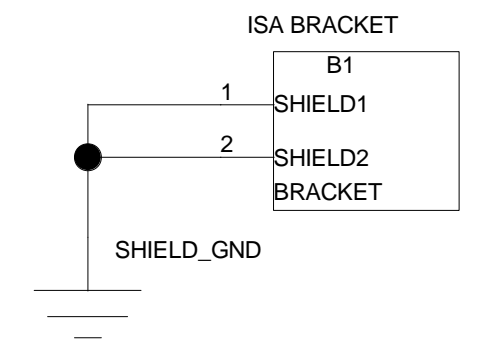 ISA BRACKET
B1
1
SHIELD1
2
SHIELD2
BRACKET
SHIELD_GND